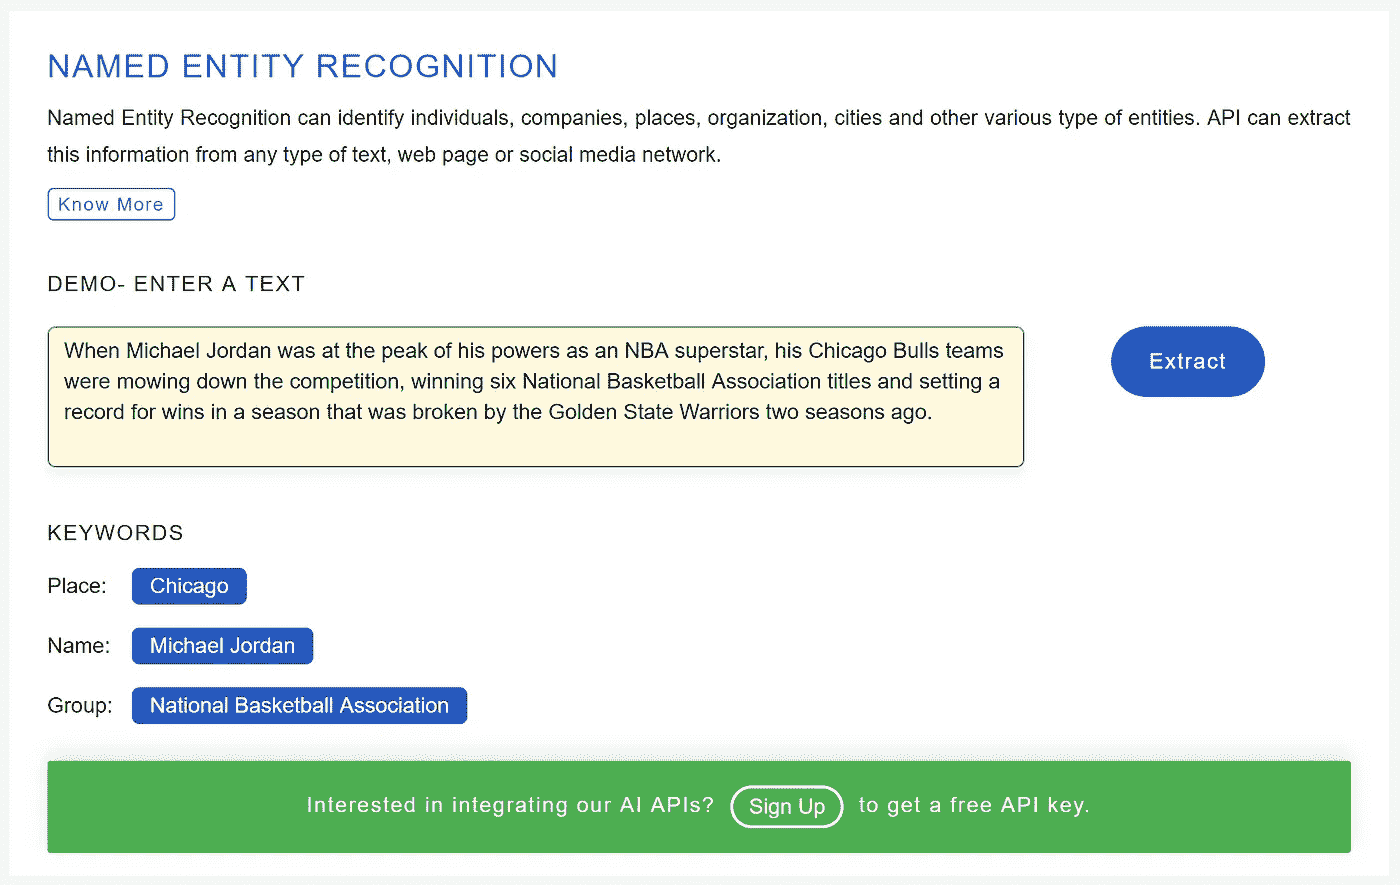 NAMED ENTITY RECOGNITION
Named Entity Recognition can identify individuals, companies, places, organization, cities and other various type of entities. API can extract
this information from any type of text, web page or social media network.
Know More
DEMO- ENTER A TEXT
When Michael Jordan was at the peak of his powers as an NBA superstar, his Chicago Bulls teams
were mowing down the competition, winning six National Basketball Association titles and setting a
record for wins in a season that was broken by the Golden State Warriors two seasons ago.
Extract
KEYWORDS
Place: Chicago
Name: Michael Jordan
Group: National Basketball Association
Interested in integrating our AI APIs? Sign Up to get a free API key.